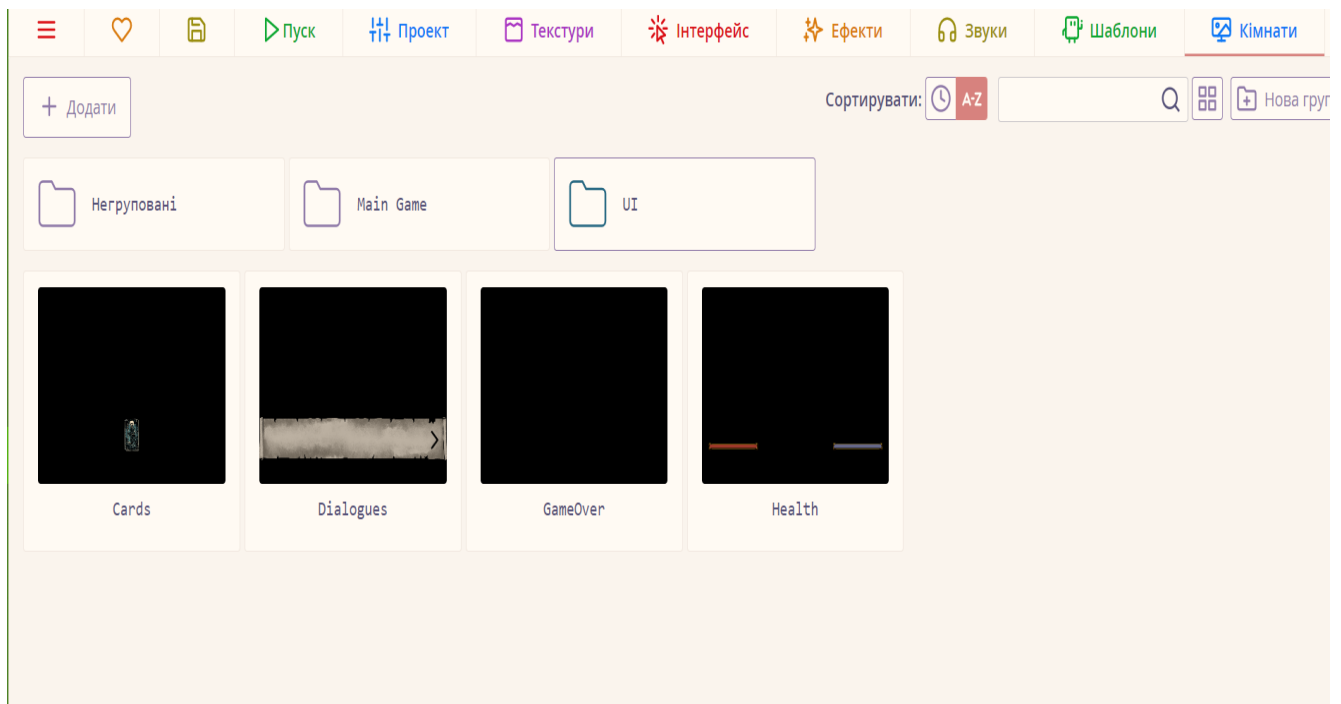 Пуск Проект Текстури Інтерфейс Ефекти Звуки Шаблони Кімнати
Додати Сортирувати: A-Z Нова груг
Негруповані Main Game UI
Cards Dialogues GameOver Health